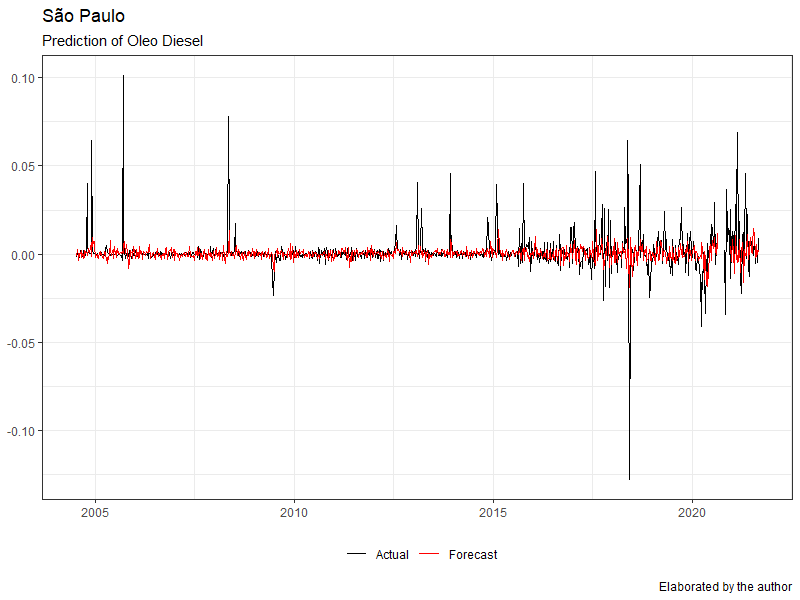 São Paulo
Prediction of Oleo Diesel
0.10
0.05
0.00
-0.05
-0.10
2005 2010 2015 2020
Actual Forecast
Elaborated by the author